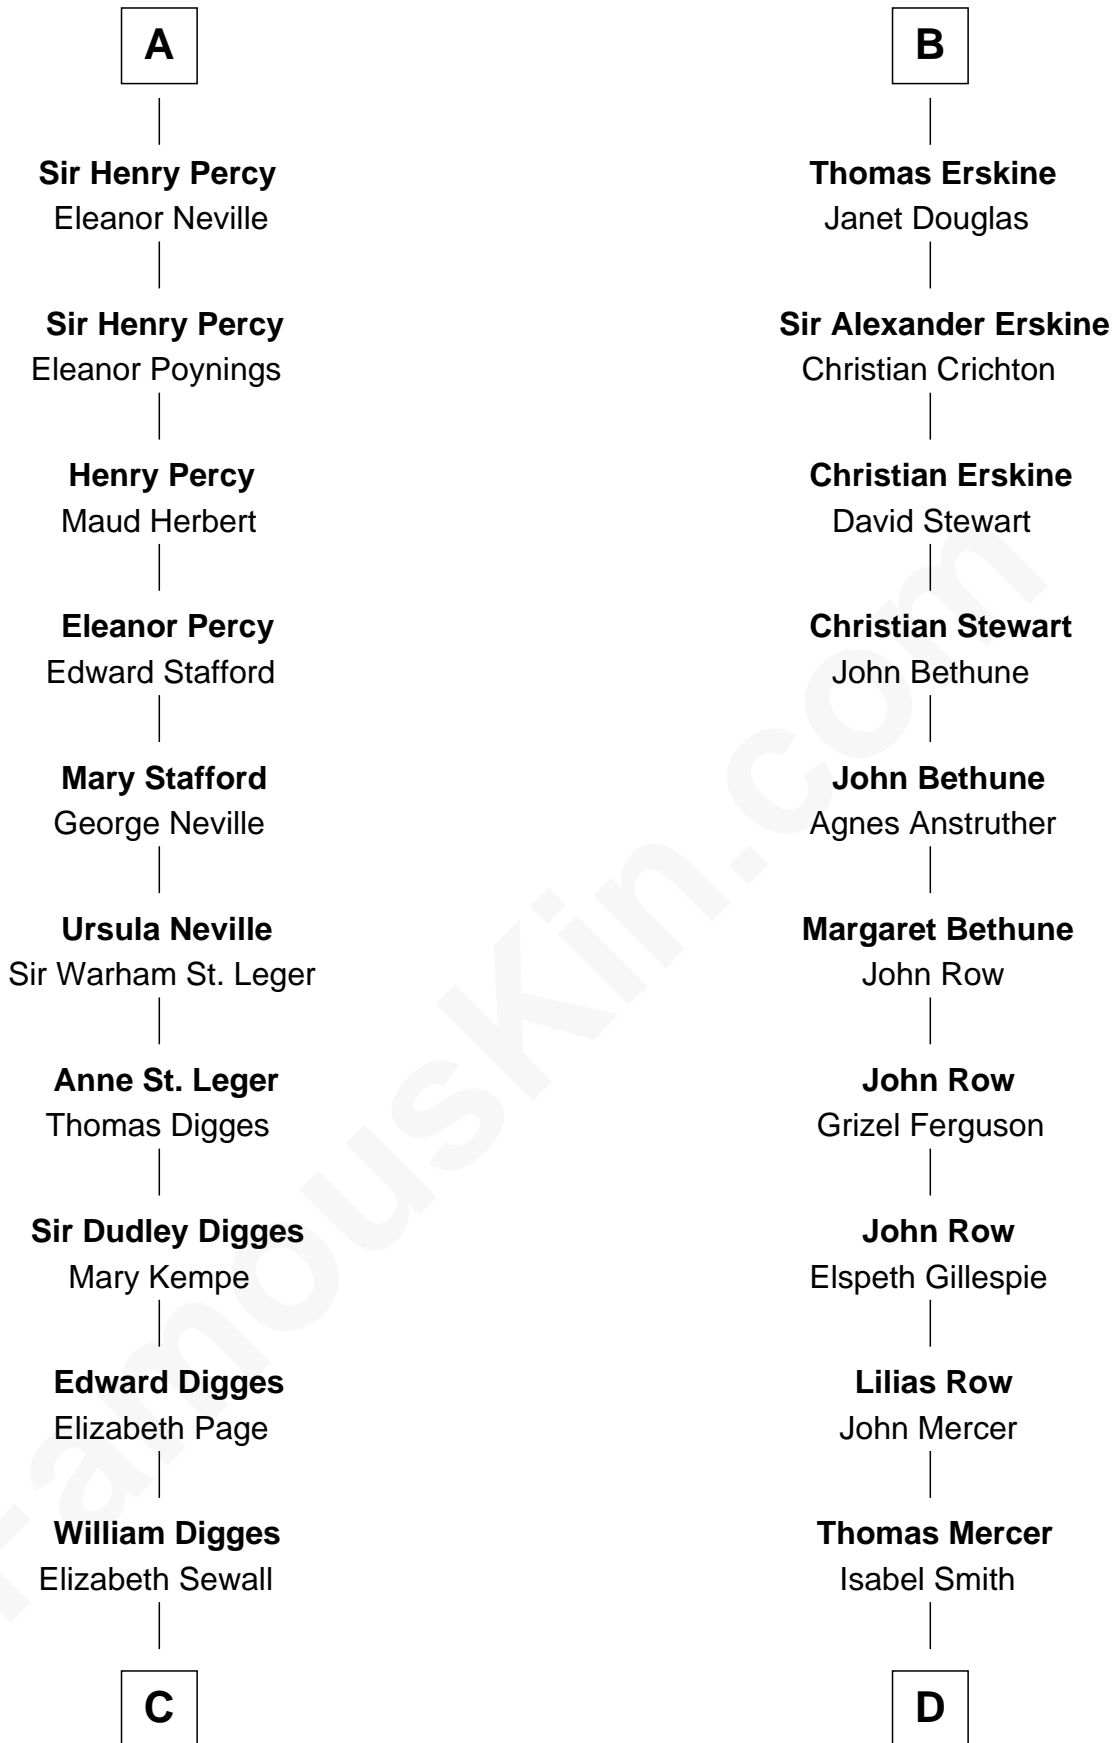 A
Sir Henry Percy
Eleanor Neville
Sir Henry Percy
Eleanor Poynings
Henry Percy
Maud Herbert
Eleanor Percy
Edward Stafford
Mary Stafford
George Neville
Ursula Neville
Sir Warham St. Leger
Anne St. Leger
Thomas Digges
Sir Dudley Digges
Mary Kempe
Edward Digges
Elizabeth Page
William Digges
Elizabeth Sewall
C
B
Thomas Erskine
Janet Douglas
Sir Alexander Erskine
Christian Crichton
Christian Erskine
David Stewart
Christian Stewart
John Bethune
John Bethune
Agnes Anstruther
Margaret Bethune
John Row
John Row
Grizel Ferguson
John Row
Elspeth Gillespie
Lilias Row
John Mercer
Thomas Mercer
Isabel Smith
D
FamousKin.com